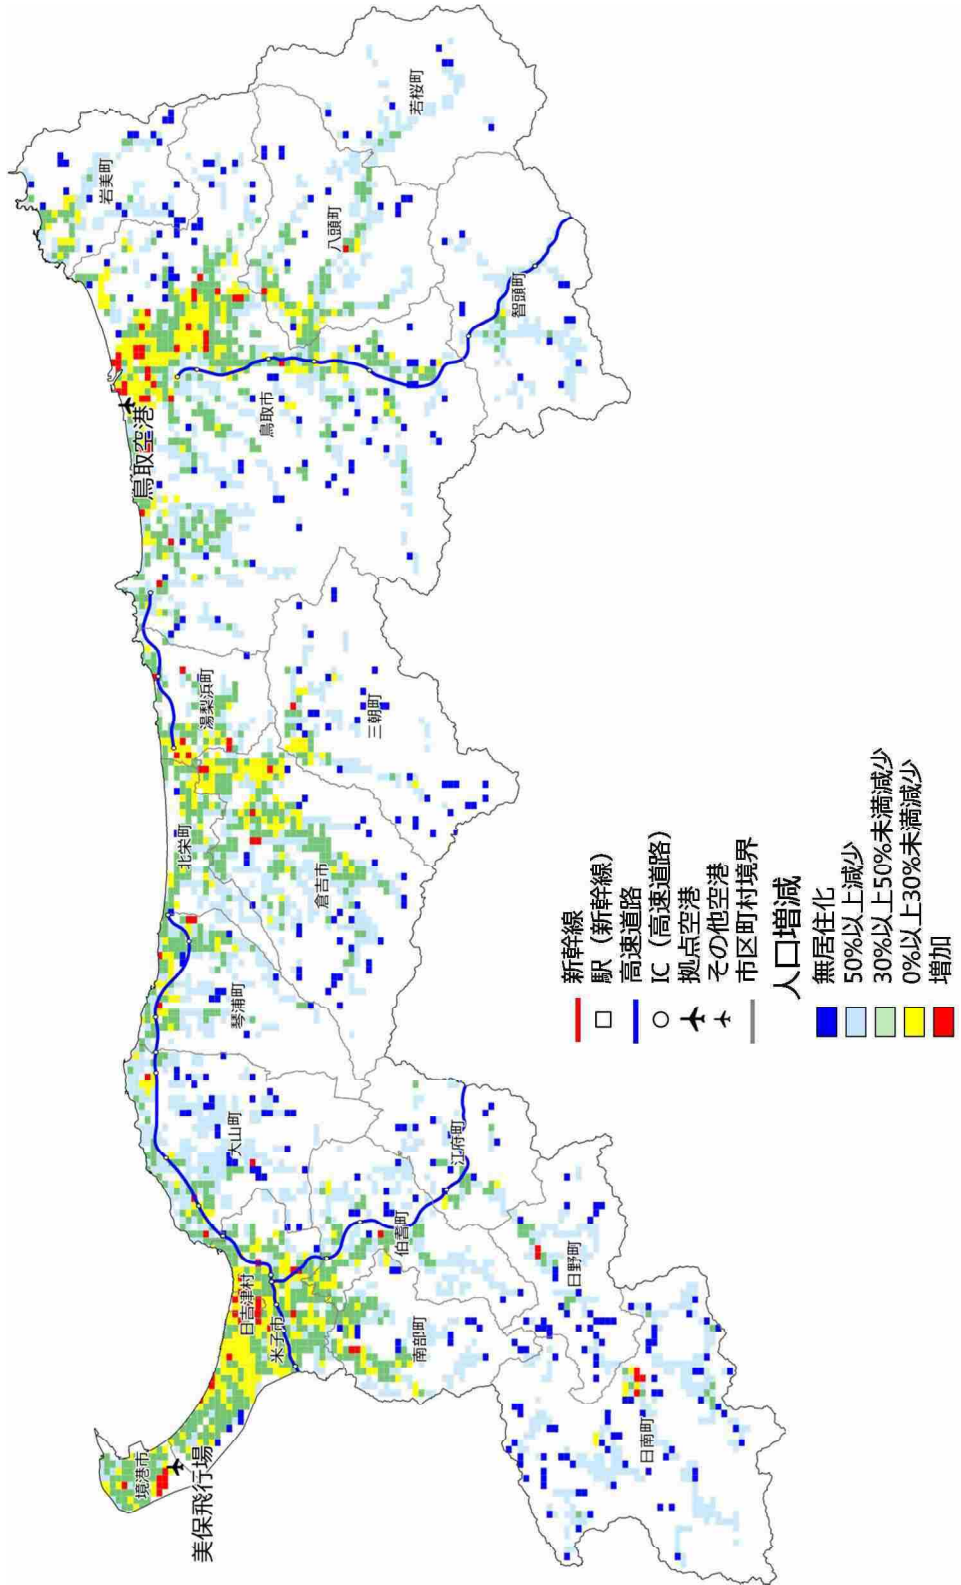 境港市
美保飛行場
日吉津村
米子市
南部町
伯耆町
日南町
日野町
江府町
大山町
琴浦町
北栄町
倉吉市
湯梨浜町
三朝町
鳥取空港
鳥取市
岩美町
八頭町
若桜町
智頭町
新幹線
駅（新幹線）
高速道路
IC（高速道路）
拠点空港
その他空港
市区町村境界
人口増減
無居住化
50%以上減少
30%以上50%未満減少
0%以上30%未満減少
増加